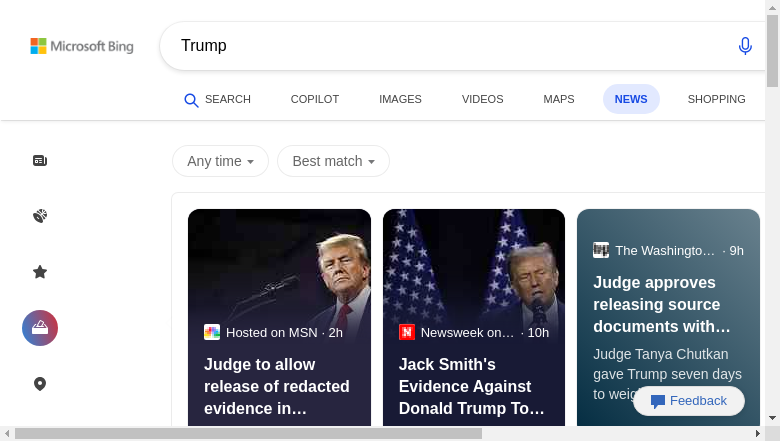 Microsoft Bing
Trump
SEARCH
COPILOT
IMAGES
VIDEOS
MAPS
NEWS
SHOPPING
Any time
Best match
Hosted on MSN · 2h
Judge to allow
release of redacted
evidence in…
Newsweek on… · 10h
Jack Smith's
Evidence Against
Donald Trump To…
The Washingto… · 9h
Judge approves
releasing source
documents with…
Judge Tanya Chutkan
gave Trump seven days
to
Feedback